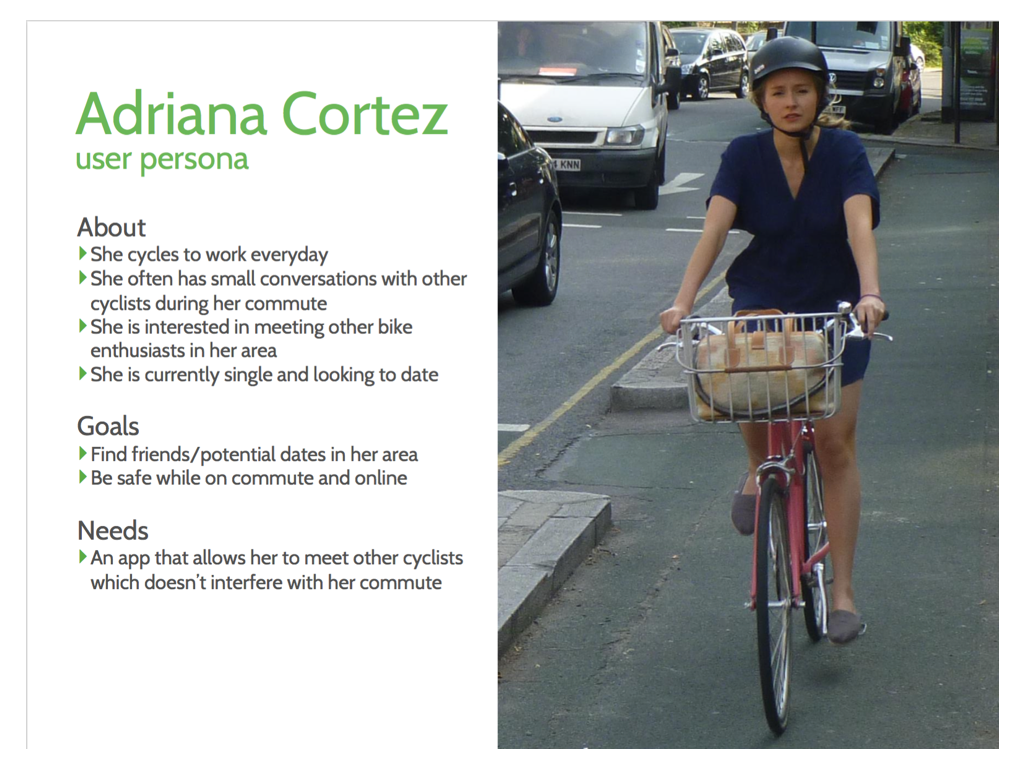 Adriana Cortez
user persona
About
She cycles to work everyday
She often has small conversations with other
cyclists during her commute
She is interested in meeting other bike
enthusiasts in her area
She is currently single and looking to date
Goals
Find friends/potential dates in her area
Be safe while on commute and online
Needs
An app that allows her to meet other cyclists
which doesn't interfere with her commute
4 KNN